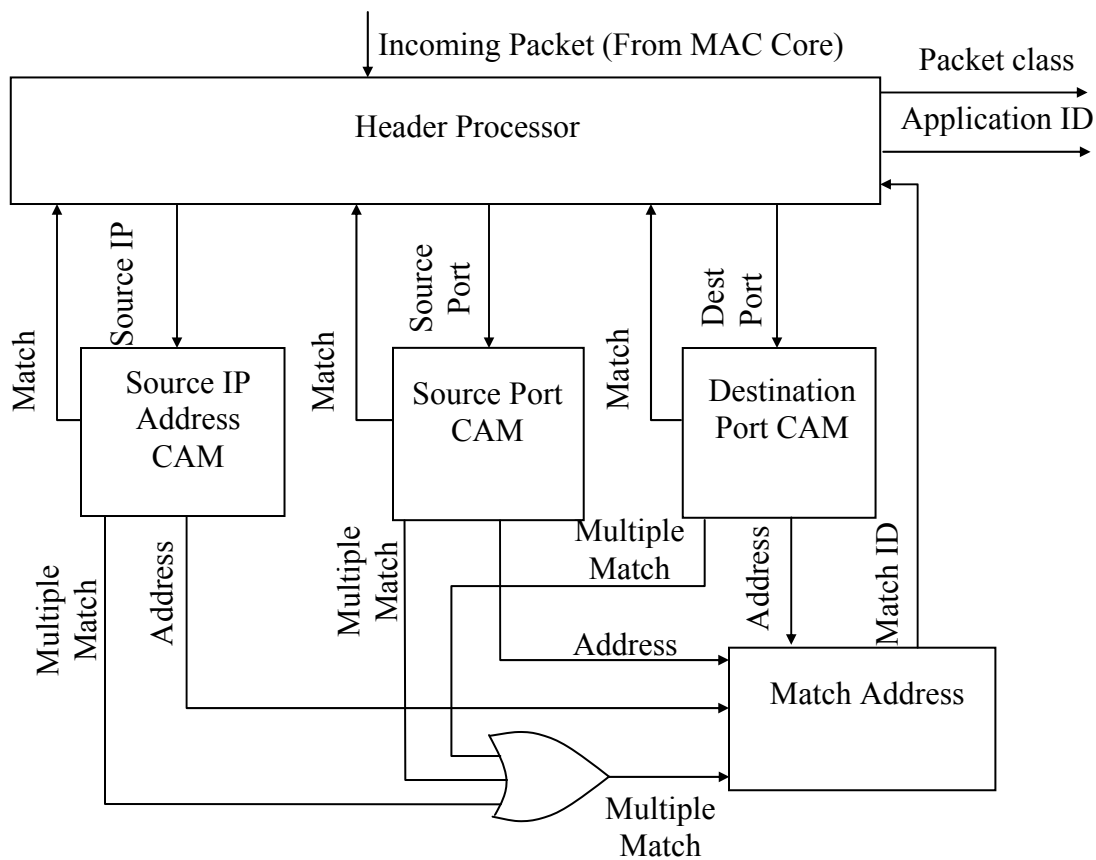 Incoming Packet (From MAC Core)
Packet class
Header Processor
Application ID
Match
Source IP
Match
Source
Port
Match
Dest
Port
Source IP
Address
CAM
Source Port
CAM
Destination
Port CAM
Multiple
Match
Address
Multiple
Match
Multiple
Match
Address
Address
Match ID
Match Address
Multiple
Match